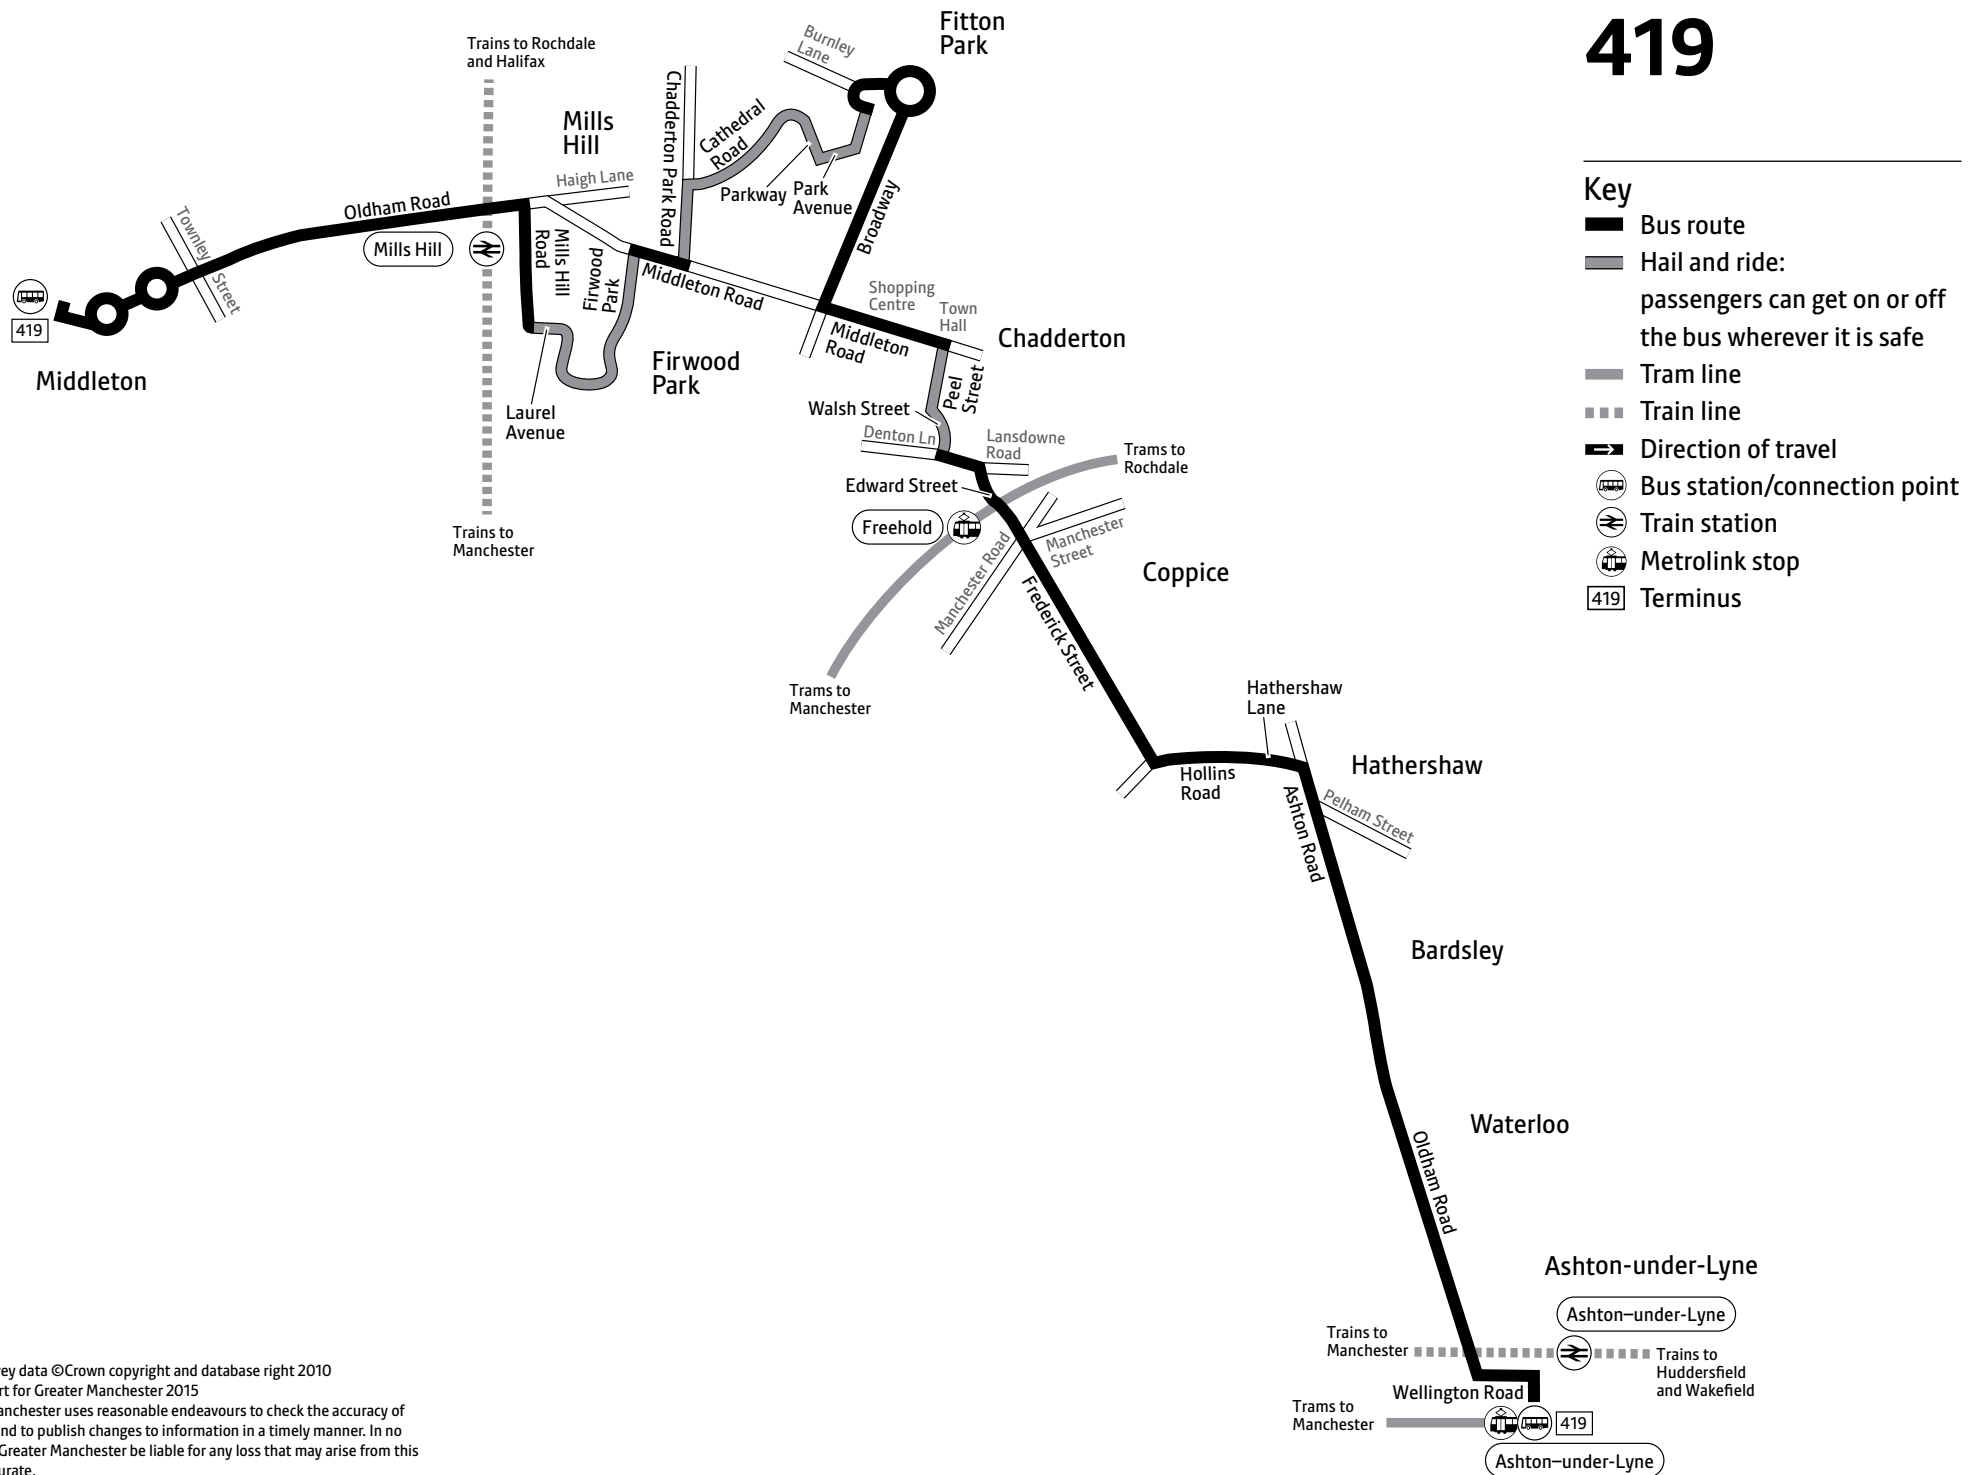 419
Key
Bus route
Hail and ride:
passengers can get on or off
the bus wherever it is safe
Tram line
Train line
Direction of travel
Bus station/connection point
Train station
Metrolink stop
419 Terminus
Fitton
Park
Burnley
Lane
Trains to Rochdale
and Halifax
Mills
Hill
Haigh Lane
Chadderton Park Road
Cathedral
Road
Parkway
Park
Avenue
Broadway
Oldham Road
Townley
Street
Mills Hill
Mills Hill
Road
Firwood
Park
Middleton Road
419
Middleton
Firwood
Park
Laurel
Avenue
Trains to
Manchester
Shopping
Centre
Town
Hall
Middleton
Road
Chadderton
Peel
Street
Walsh Street
Denton Ln
Lansdowne
Road
Trams to
Rochdale
Edward Street
Freehold
Manchester Road
Manchester
Street
Coppice
Frederick Street
Trams to
Manchester
Hathershaw
Lane
Hollins
Road
Hathershaw
Ashton Road
Pelham Street
Bardsley
Waterloo
Oldham Road
Ashton-under-Lyne
Ashton–under-Lyne
Trains to
Manchester
Trains to
Huddersfield
and Wakefield
Wellington Road
Trams to
Manchester
419
Ashton–under-Lyne
vey data ©Crown copyright and database right 2010
rt for Greater Manchester 2015
anchester uses reasonable endeavours to check the accuracy of
nd to publish changes to information in a timely manner. In no
Greater Manchester be liable for any loss that may arise from this
urate.